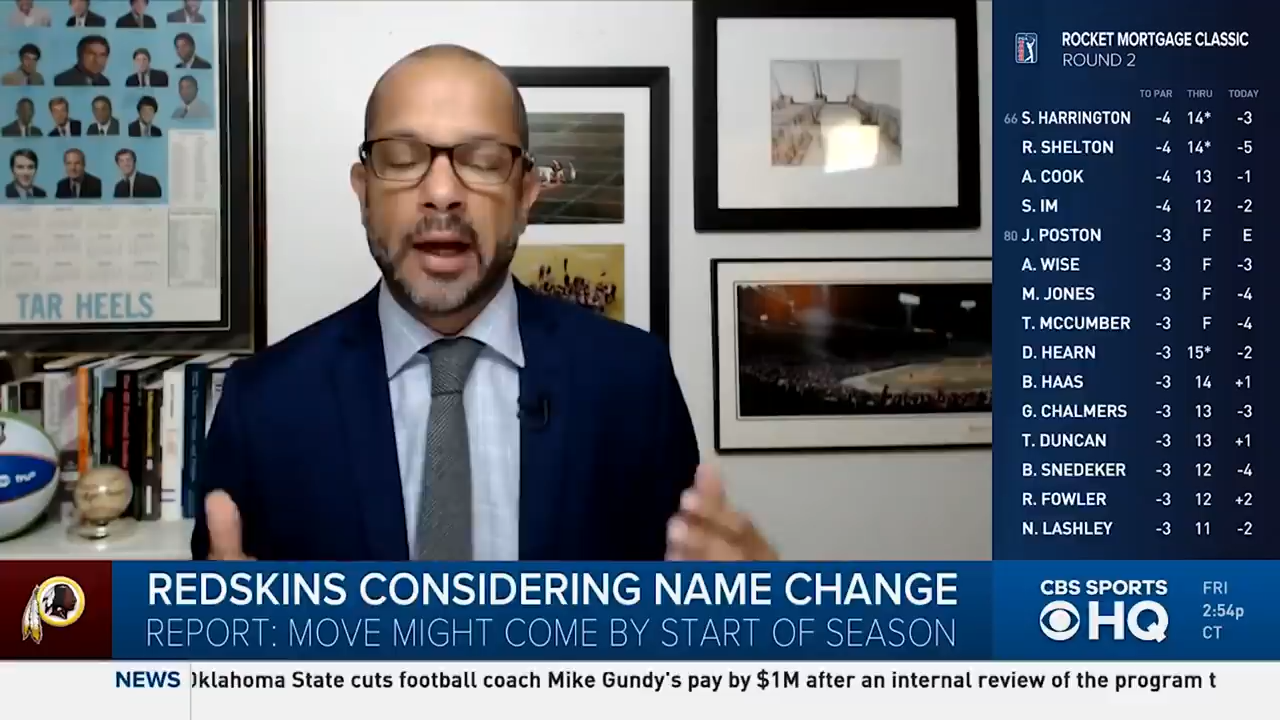 TAR HEELS
ROCKET MORTGAGE CLASSIC
ROUND 2
TO PAR THRU TODAY
66 S. HARRINGTON -4 14* -3
R. SHELTON -4 14* -5
A. COOK -4 13 -1
S. IM -4 12 -2
80 J. POSTON -3 F E
A. WISE -3 F -3
M. JONES -3 F -4
T. MCCUMBER -3 F -4
D. HEARN -3 15* -2
B. HAAS -3 14 +1
G. CHALMERS -3 13 -3
T. DUNCAN -3 13 +1
B. SNEDEKER -3 12 -4
R. FOWLER -3 12 +2
N. LASHLEY -3 11 -2
REDSKINS CONSIDERING NAME CHANGE
REPORT: MOVE MIGHT COME BY START OF SEASON
CBS SPORTS
HQ
FRI
2:54p
CT
NEWS
Oklahoma State cuts football coach Mike Gundy's pay by $1M after an internal review of the program t